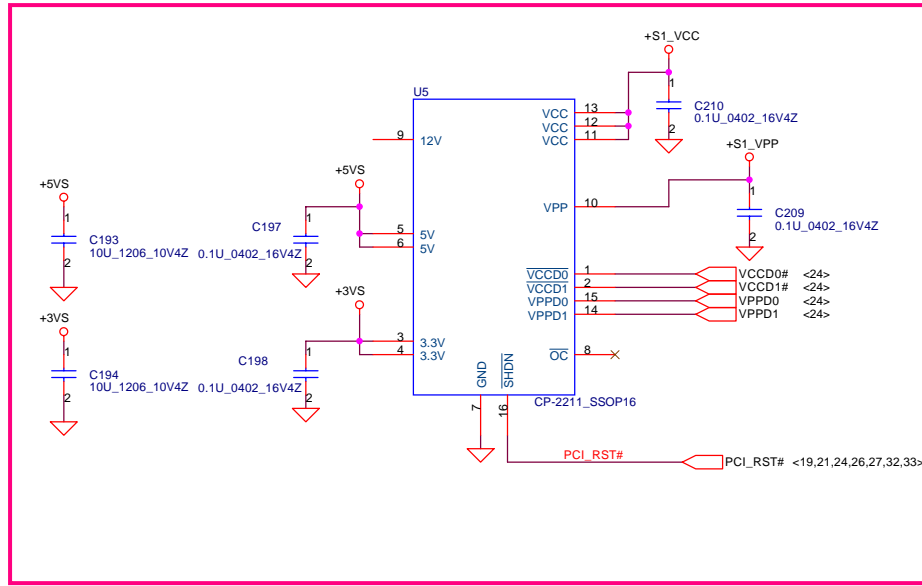 +S1_VCC
U5
1
C210
0.1U_0402_16V4Z
2
VCC 13
VCC 12
VCC 11
9 12V
+S1_VPP
+5VS
+5VS
VPP 10
1
C209
0.1U_0402_16V4Z
2
1
C193
10U_1206_10V4Z
2
1
C197
0.1U_0402_16V4Z
2
5 5V
6 5V
VCCD0 1
VCCD1 2
VPPD0 15
VPPD1 14
VCCD0# <24>
VCCD1# <24>
VPPD0 <24>
VPPD1 <24>
+3VS
+3VS
3 3.3V
4 3.3V
OC 8
1
C194
10U_1206_10V4Z
2
1
C198
0.1U_0402_16V4Z
2
GND
SHDN
7
16
CP-2211_SSOP16
PCI_RST#
PCI_RST# <19,21,24,26,27,32,33>